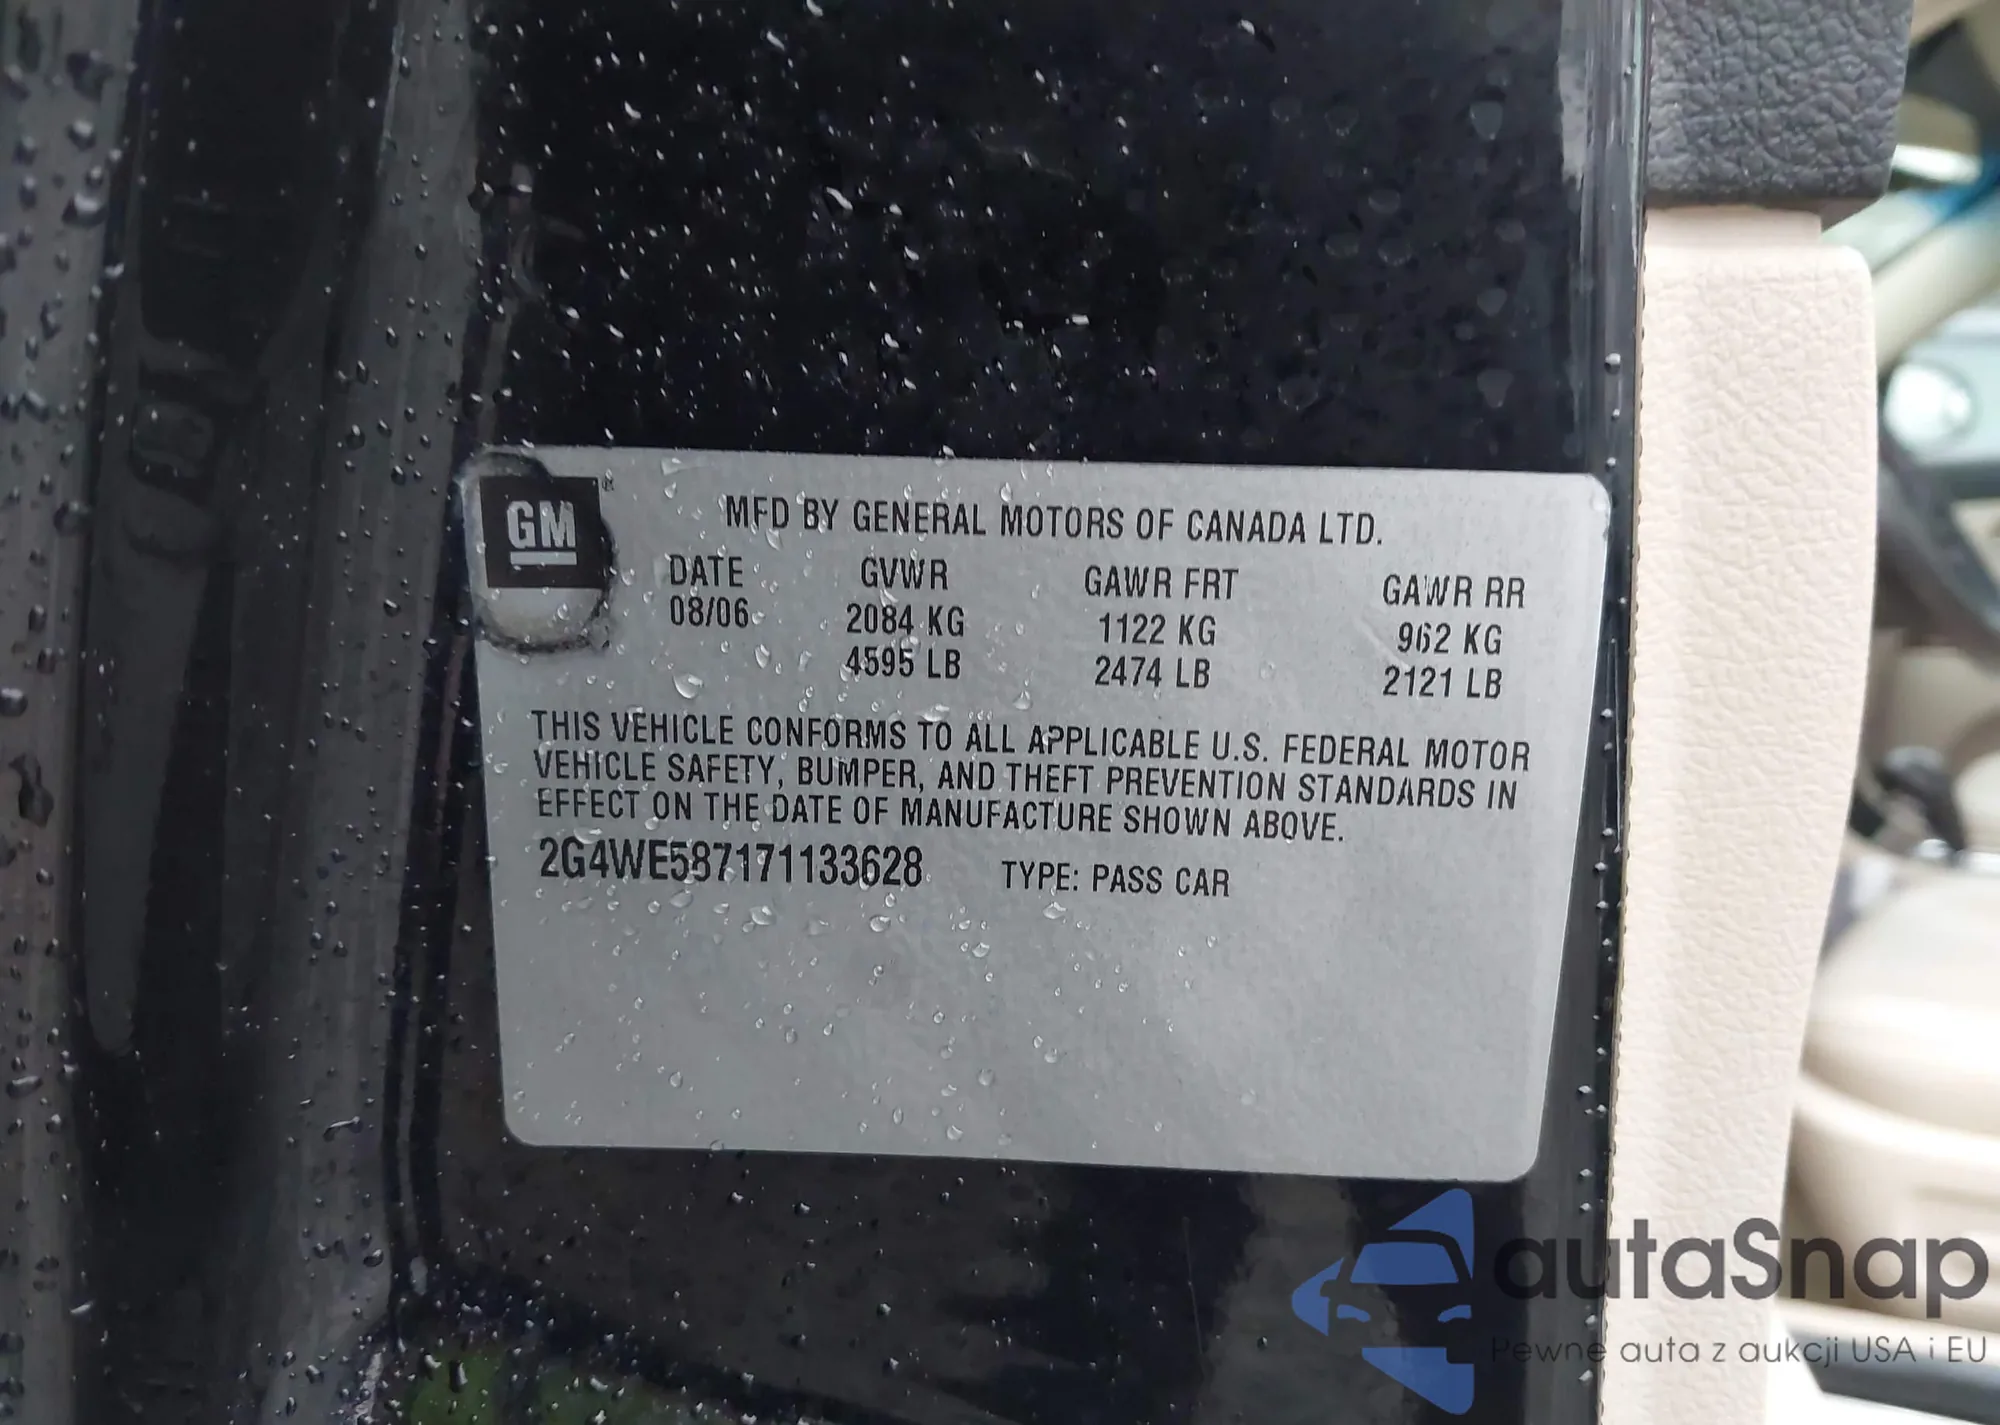 GM
MFD BY GENERAL MOTORS OF CANADA LTD.
DATE GVWR GAWR FRT GAWR RR
08/06 2084 KG 1122 KG 962 KG
4595 LB 2474 LB 2121 LB
THIS VEHICLE CONFORMS TO ALL APPLICABLE U.S. FEDERAL MOTOR
VEHICLE SAFETY, BUMPER, AND THEFT PREVENTION STANDARDS IN
EFFECT ON THE DATE OF MANUFACTURE SHOWN ABOVE.
2G4WE587171133628 TYPE: PASS CAR
autaSnap
Pewne auta z aukcji USA i EU